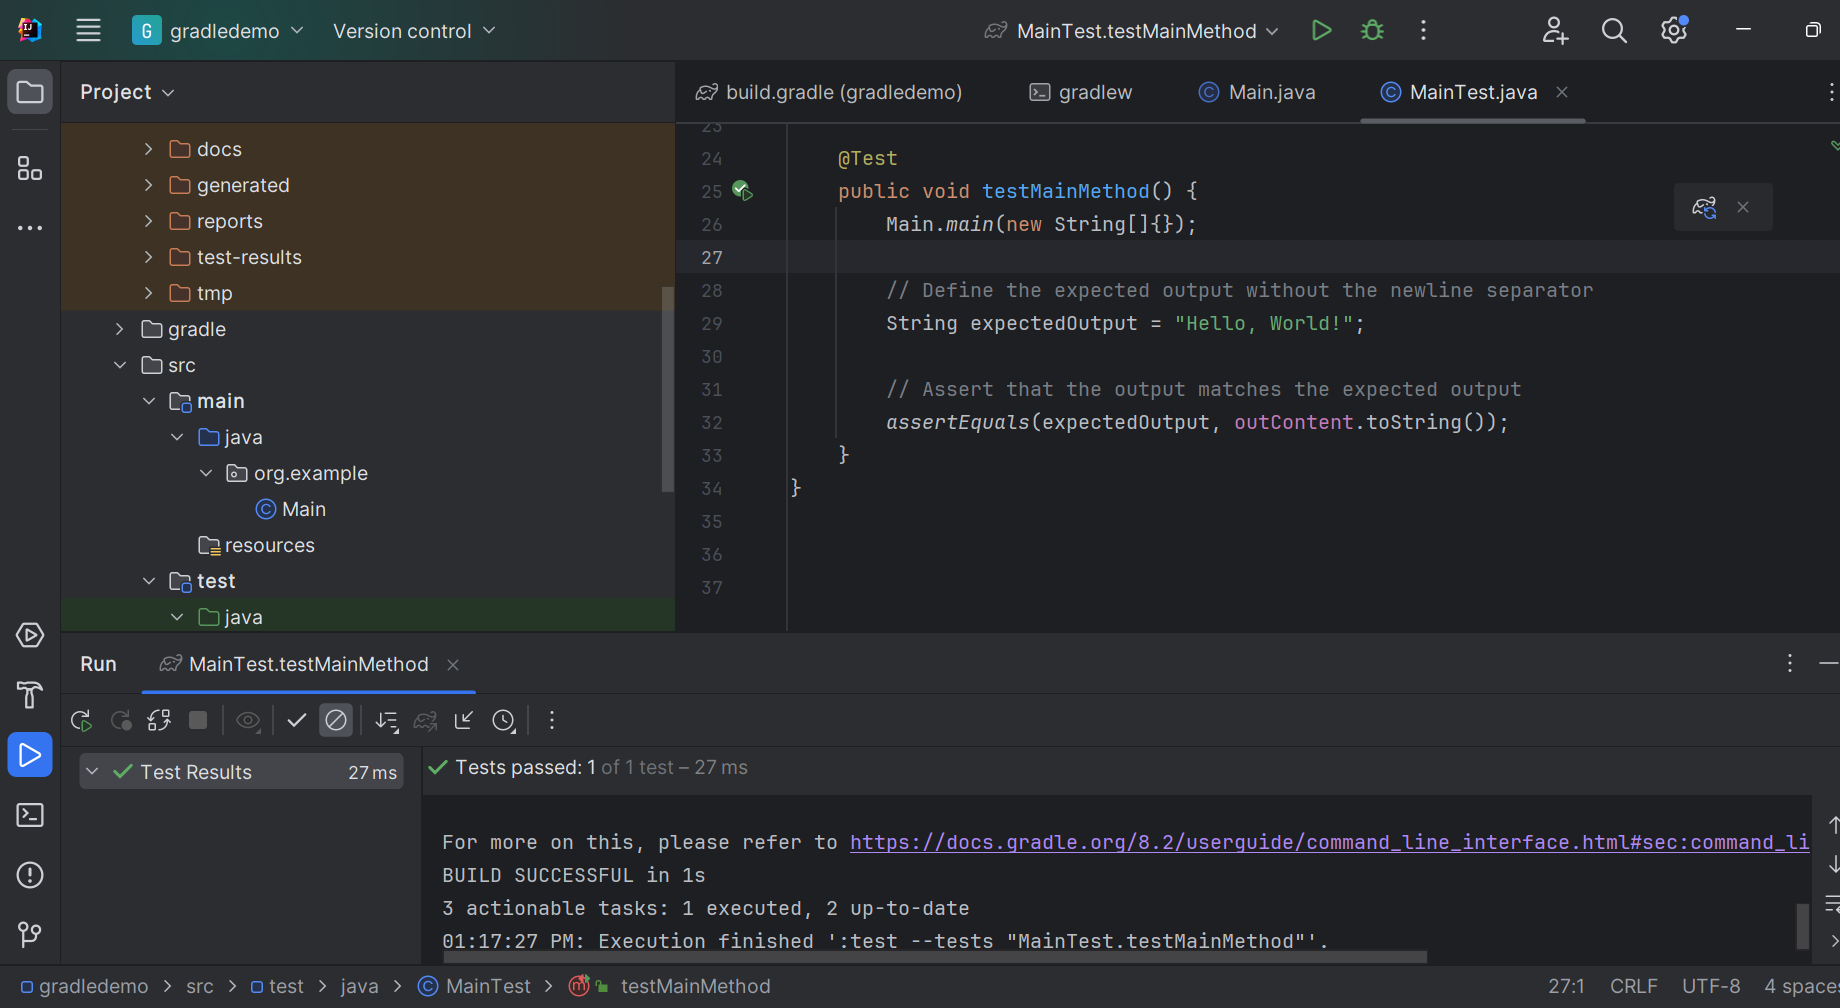 G gradledemo Version control MainTest.testMainMethod
Project
build.gradle (gradledemo) gradlew Main.java MainTest.java
docs
generated
reports
test-results
tmp
gradle
src
main
java
org.example
Main
resources
test
java
23
24 @Test
25 public void testMainMethod() {
26 Main.main(new String[]{});
27
28 // Define the expected output without the newline separator
29 String expectedOutput = "Hello, World!";
30
31 // Assert that the output matches the expected output
32 assertEquals(expectedOutput, outContent.toString());
33 }
34 }
35
36
37
Run MainTest.testMainMethod
Test Results 27 ms
Tests passed: 1 of 1 test – 27 ms
For more on this, please refer to https://docs.gradle.org/8.2/userguide/command_line_interface.html#sec:command_li
BUILD SUCCESSFUL in 1s
3 actionable tasks: 1 executed, 2 up-to-date
01:17:27 PM: Execution finished ':test --tests "MainTest.testMainMethod"'.
gradledemo > src > test > java > MainTest > testMainMethod 27:1 CRLF UTF-8 4 spaces